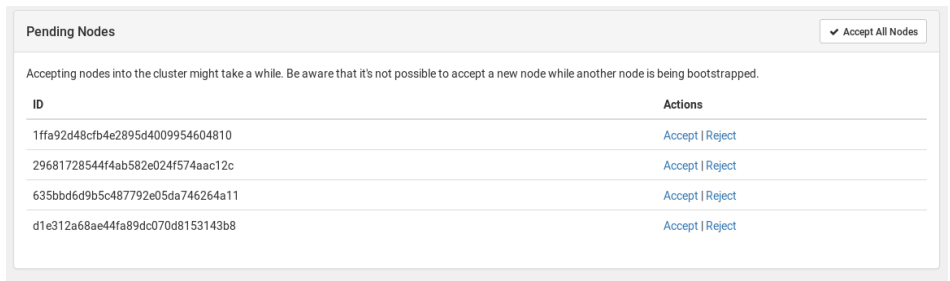 Pending Nodes
Accept All Nodes
Accepting nodes into the cluster might take a while. Be aware that it's not possible to accept a new node while another node is being bootstrapped.
ID Actions
1ffa92d48cfb4e2895d4009954604810 Accept | Reject
29681728544f4ab582e024f574aac12c Accept | Reject
635bbd6d9b5c487792e05da746264a11 Accept | Reject
d1e312a68ae44fa89dc070d8153143b8 Accept | Reject